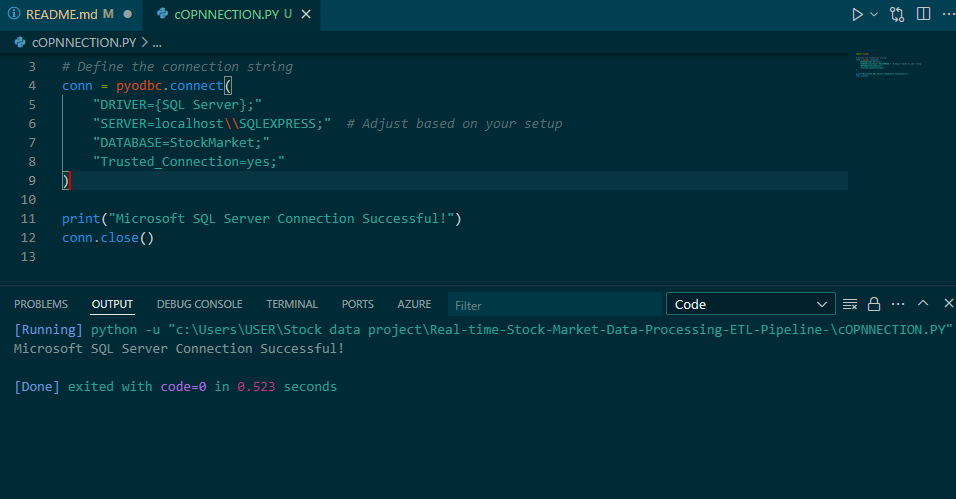 README.md M
cOPNNECTION.PY U
cOPNNECTION.PY > ...
3 # Define the connection string
4 conn = pyodbc.connect(
5 "DRIVER={SQL Server};"
6 "SERVER=localhost\\SQLEXPRESS;" # Adjust based on your setup
7 "DATABASE=StockMarket;"
8 "Trusted_Connection=yes;"
9 )
10
11 print("Microsoft SQL Server Connection Successful!")
12 conn.close()
13
PROBLEMS OUTPUT DEBUG CONSOLE TERMINAL PORTS AZURE Filter Code
[Running] python -u "c:\Users\USER\Stock data project\Real-time-Stock-Market-Data-Processing-ETL-Pipeline-\cOPNNECTION.PY"
Microsoft SQL Server Connection Successful!
[Done] exited with code=0 in 0.523 seconds